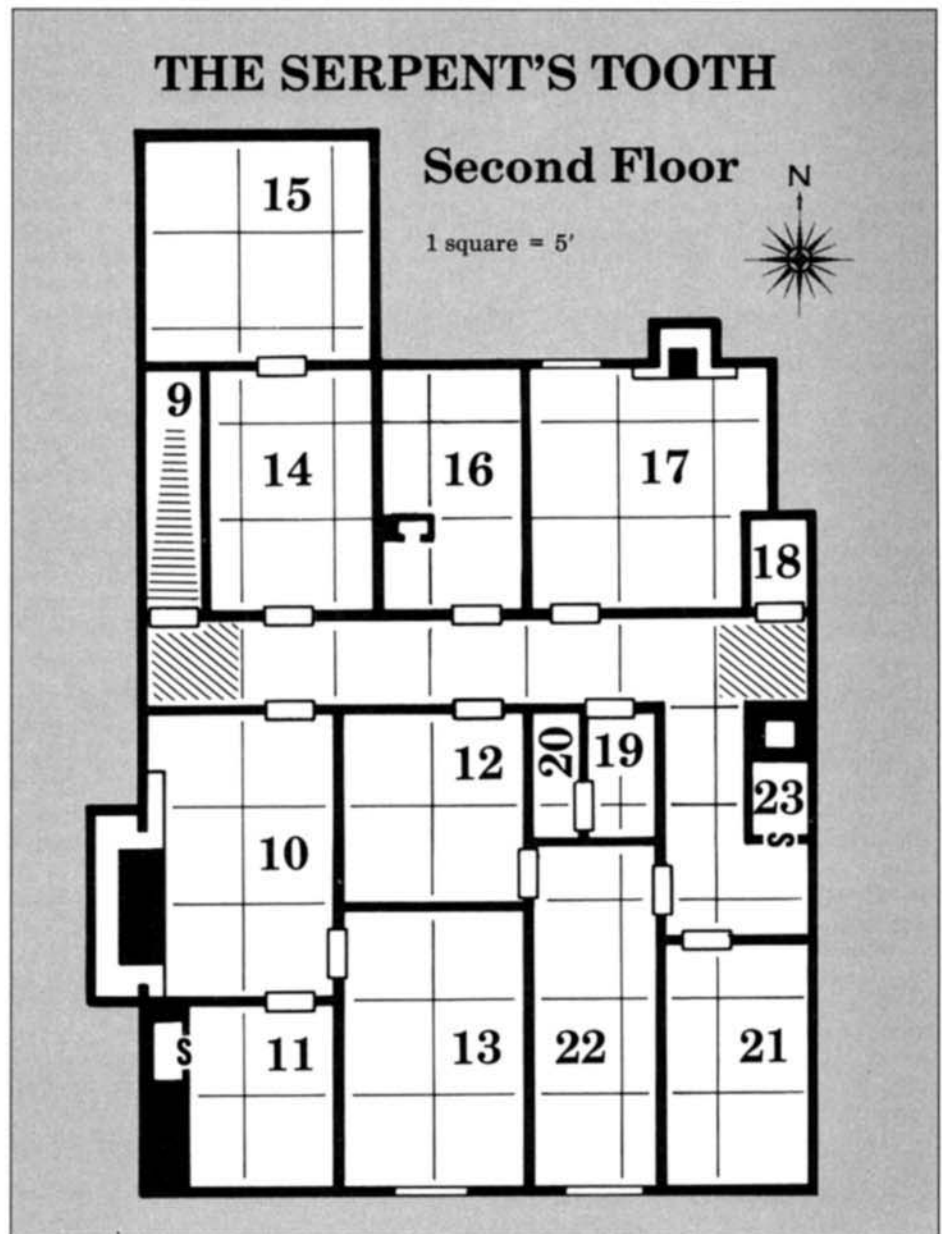 THE SERPENT'S TOOTH
Second Floor
N
1 square = 5'
15
9
14
16
17
18
12
20
19
10
23
11
S
13
22
21
S